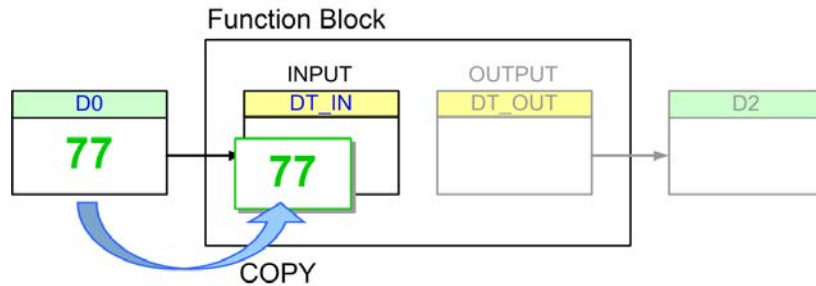 Function Block
INPUT
OUTPUT
D0
DT_IN
DT_OUT
D2
77
77
COPY